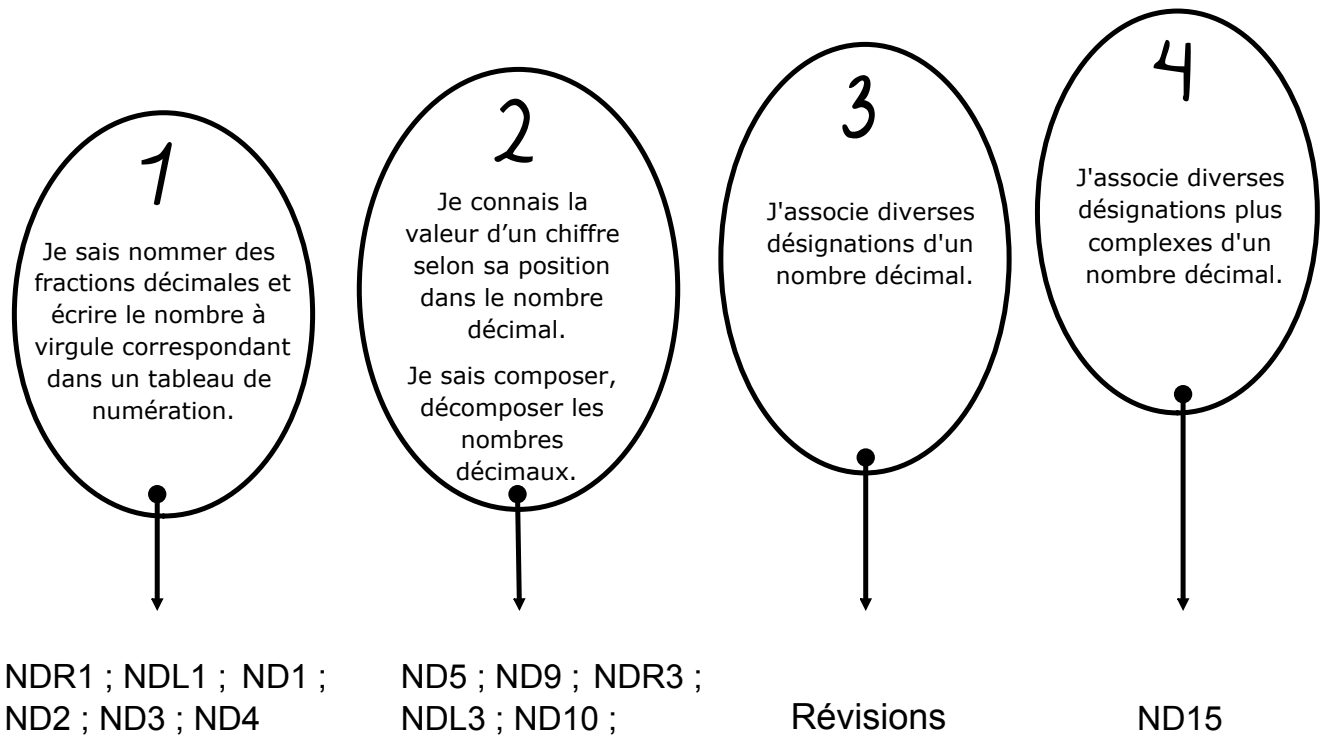 1
Je sais nommer des
fractions décimales et
écrire le nombre à
virgule correspondant
dans un tableau de
numération.
NDR1 ; NDL1 ; ND1 ;
ND2 ; ND3 ; ND4
2
Je connais la
valeur d’un chiffre
selon sa position
dans le nombre
décimal.
Je sais composer,
décomposer les
nombres
décimaux.
ND5 ; ND9 ; NDR3 ;
NDL3 ; ND10 ;
3
J'associe diverses
désignations d'un
nombre décimal.
Révisions
4
J'associe diverses
désignations plus
complexes d'un
nombre décimal.
ND15